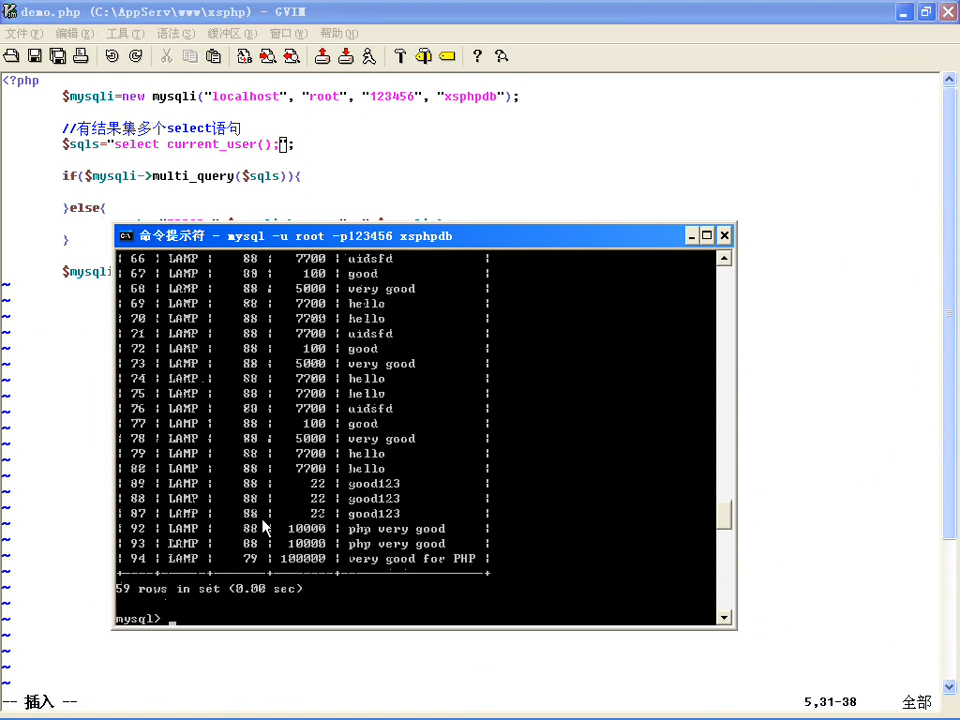 demo.php (C:\AppServ\www\xsphp) - GVIM
文件(F) 编辑(E) 工具(T) 语法(S) 缓冲区(B) 窗口(W) 帮助(H)
<?php
$mysqli=new mysqli("localhost", "root", "123456", "xsphpdb");
//有结果集多个select语句
$sqls="select current_user();";
if($mysqli->multi_query($sqls)){
}else{
}
$mysqli
命令提示符 - mysql -u root -p123456 xsphpdb
| 66 | LAMP | 88 | 7700 | aidsfd |
| 67 | LAMP | 88 | 100 | good |
| 68 | LAMP | 88 | 5000 | very good |
| 69 | LAMP | 88 | 7700 | hello |
| 70 | LAMP | 88 | 7700 | hello |
| 71 | LAMP | 88 | 7700 | aidsfd |
| 72 | LAMP | 88 | 100 | good |
| 73 | LAMP | 88 | 5000 | very good |
| 74 | LAMP | 88 | 7700 | hello |
| 75 | LAMP | 88 | 7700 | hello |
| 76 | LAMP | 88 | 7700 | aidsfd |
| 77 | LAMP | 88 | 100 | good |
| 78 | LAMP | 88 | 5000 | very good |
| 79 | LAMP | 88 | 7700 | hello |
| 80 | LAMP | 88 | 7700 | hello |
| 89 | LAMP | 88 | 22 | good123 |
| 88 | LAMP | 88 | 22 | good123 |
| 87 | LAMP | 88 | 22 | good123 |
| 92 | LAMP | 88 | 10000 | php very good |
| 93 | LAMP | 88 | 10000 | php very good |
| 94 | LAMP | 79 | 100000 | very good for PHP |
59 rows in set (0.00 sec)
mysql> _
-- 插入 --
5,31-38
全部